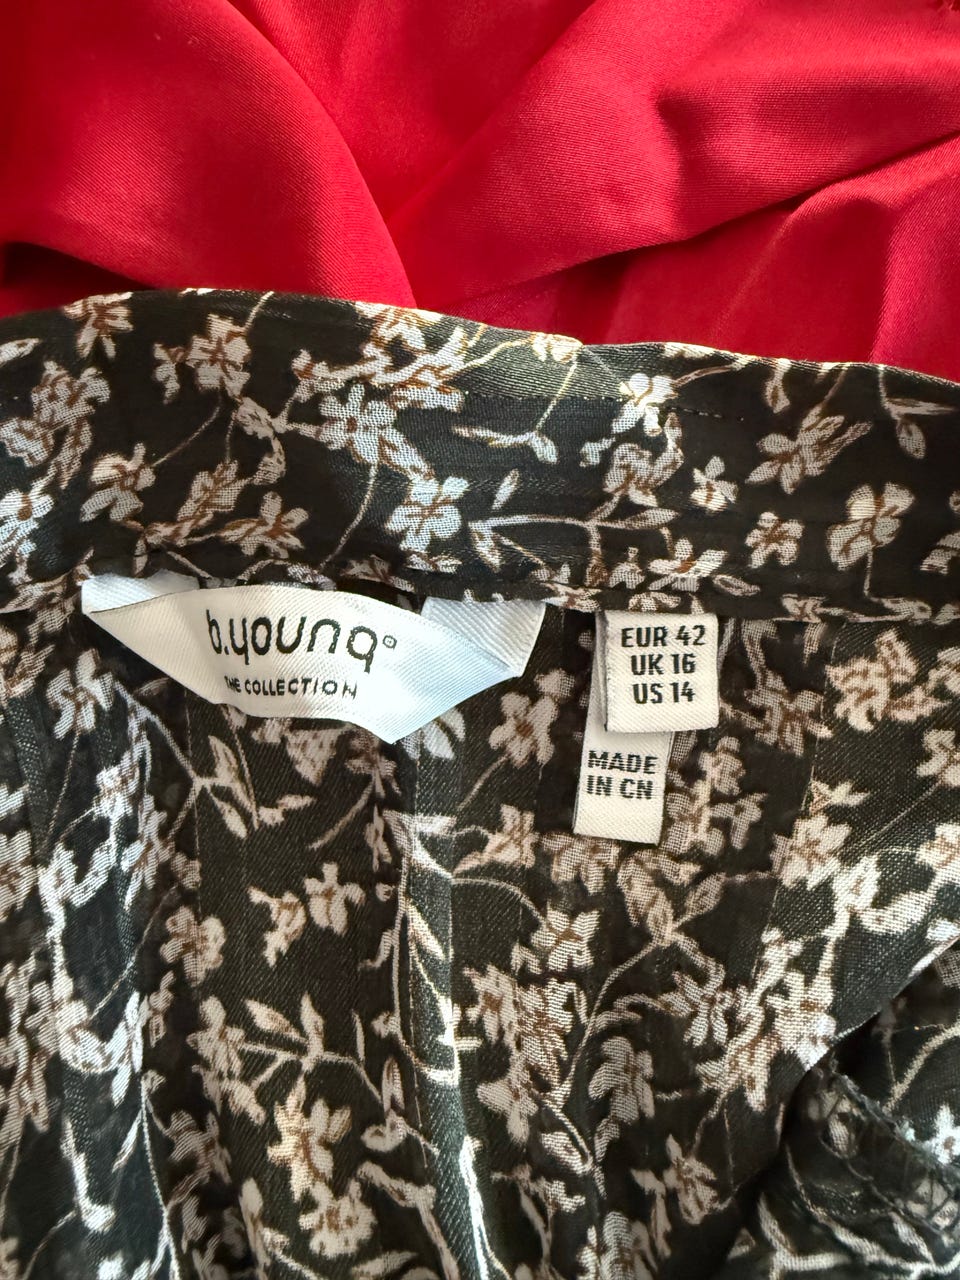 b.young®
THE COLLECTION
EUR 42
UK 16
US 14
MADE
IN CN